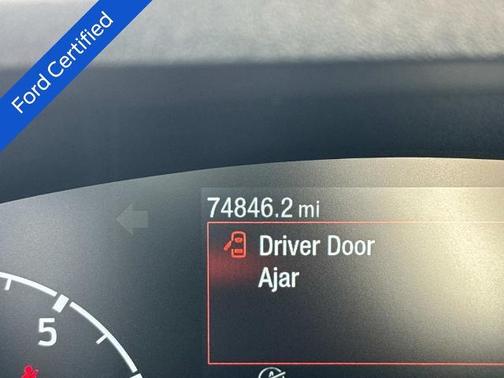 Ford Certified
74846.2 mi
Driver Door
Ajar
5